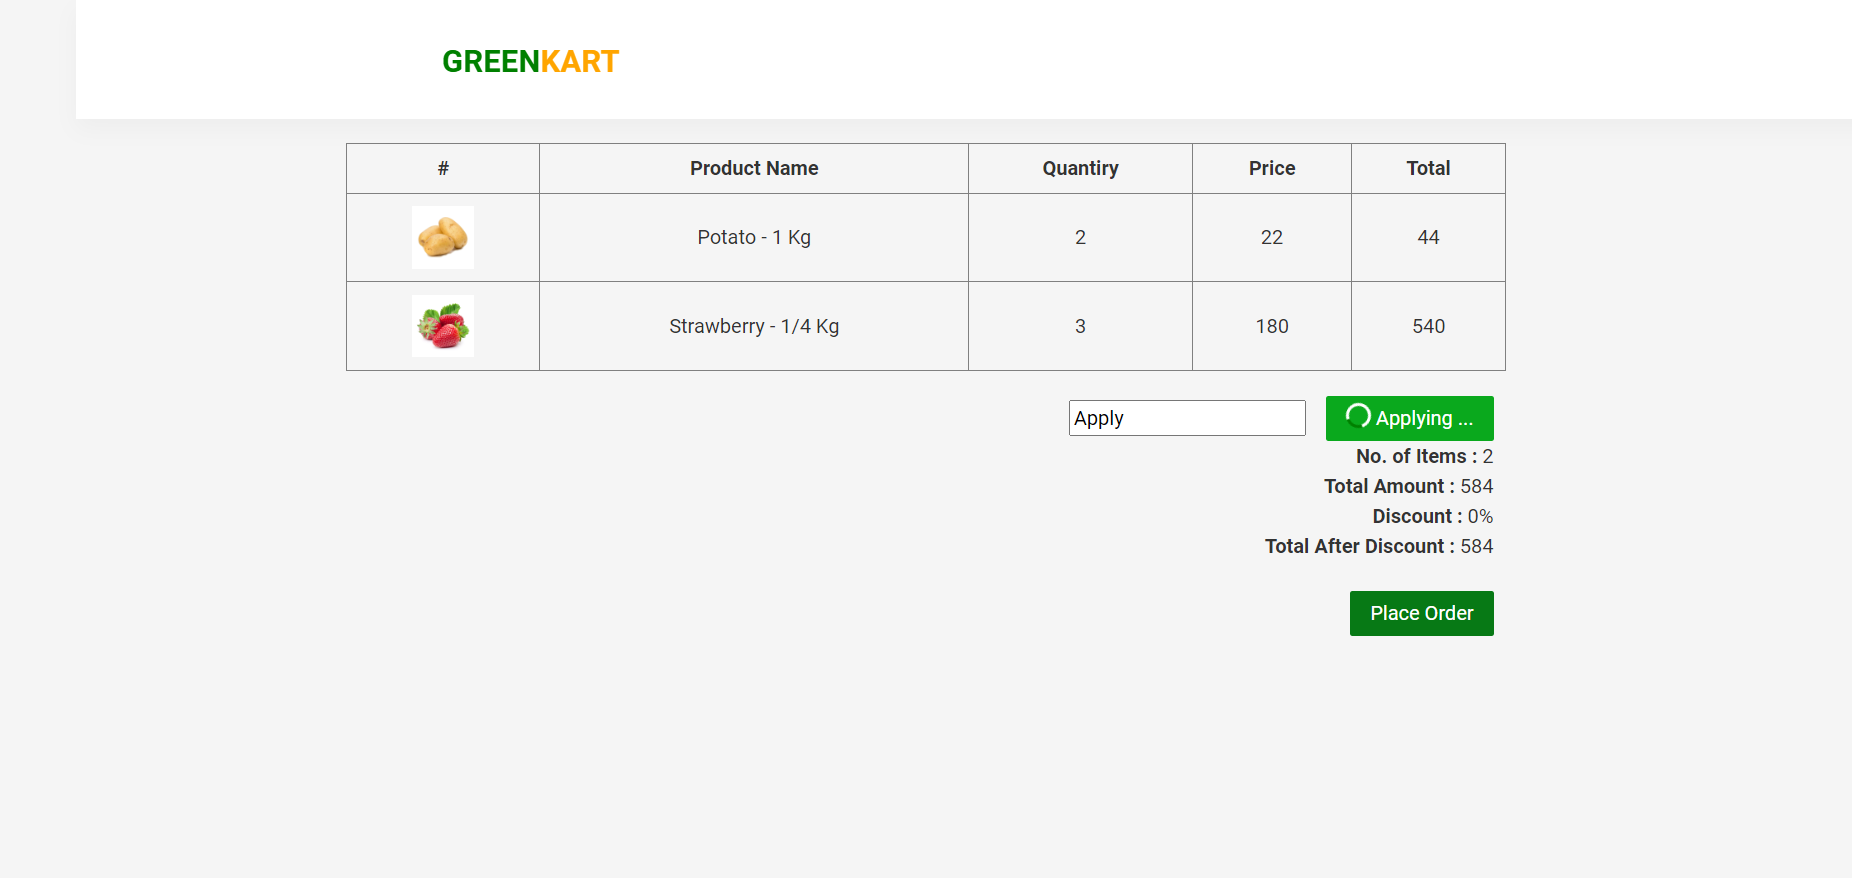 GREENKART
# Product Name Quantiry Price Total
Potato - 1 Kg 2 22 44
Strawberry - 1/4 Kg 3 180 540
Apply Applying ...
No. of Items : 2
Total Amount : 584
Discount : 0%
Total After Discount : 584
Place Order